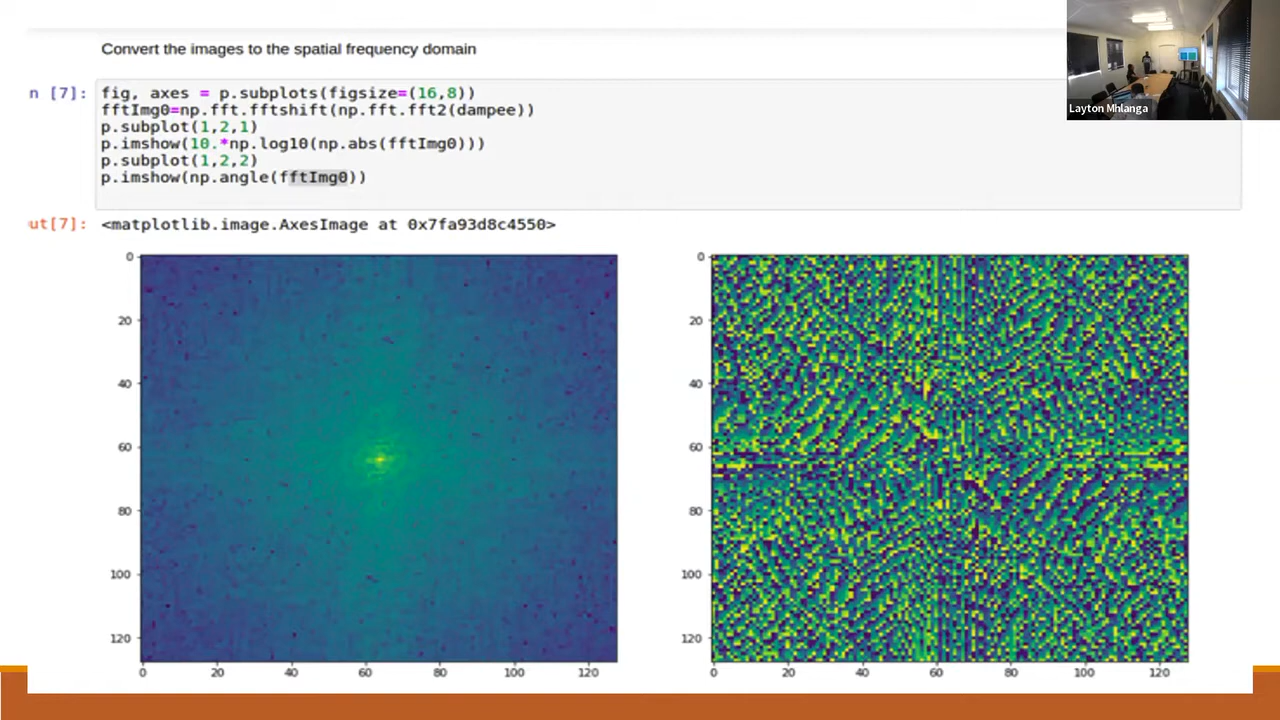 Convert the images to the spatial frequency domain
Layton Mhlanga
n [7]:
fig, axes = p.subplots(figsize=(16,8))
fftImg0=np.fft.fftshift(np.fft.fft2(dampee))
p.subplot(1,2,1)
p.imshow(10.*np.log10(np.abs(fftImg0)))
p.subplot(1,2,2)
p.imshow(np.angle(fftImg0))
ut[7]:
<matplotlib.image.AxesImage at 0x7fa93d8c4550>
0
20
40
60
80
100
120
0 20 40 60 80 100 120
0
20
40
60
80
100
120
0 20 40 60 80 100 120